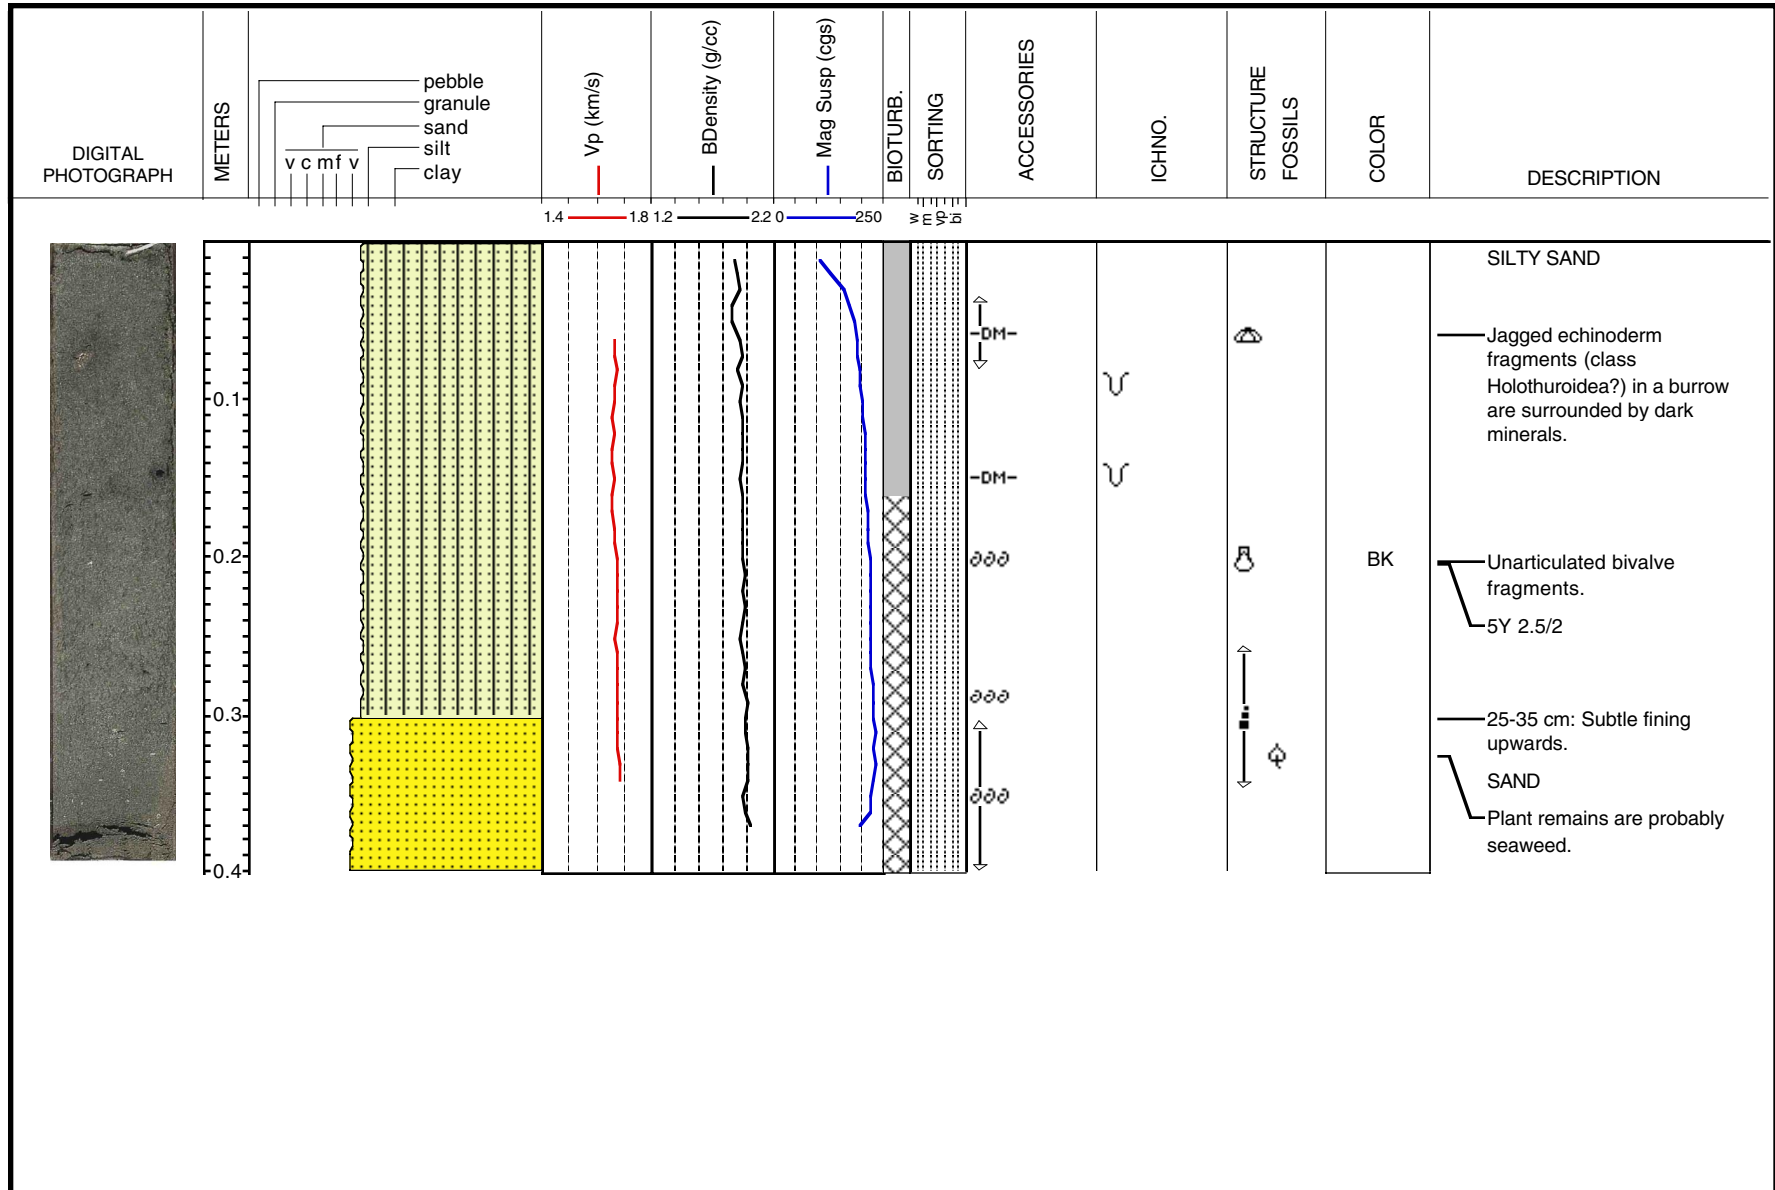 DIGITAL
PHOTOGRAPH
METERS
pebble
granule
sand
silt
clay
v c m f v
Vp (km/s)
BDensity (g/cc)
Mag Susp (cgs)
BIOTURB.
SORTING
ACCESSORIES
ICHNO.
STRUCTURE
FOSSILS
COLOR
DESCRIPTION
1.4 1.8 1.2 2.2 0 250
w
m
vp
bi
0.1
0.2
0.3
0.4
-DM-
-DM-
BK
SILTY SAND
Jagged echinoderm
fragments (class
Holothuroidea?) in a burrow
are surrounded by dark
minerals.
Unarticulated bivalve
fragments.
5Y 2.5/2
25-35 cm: Subtle fining
upwards.
SAND
Plant remains are probably
seaweed.